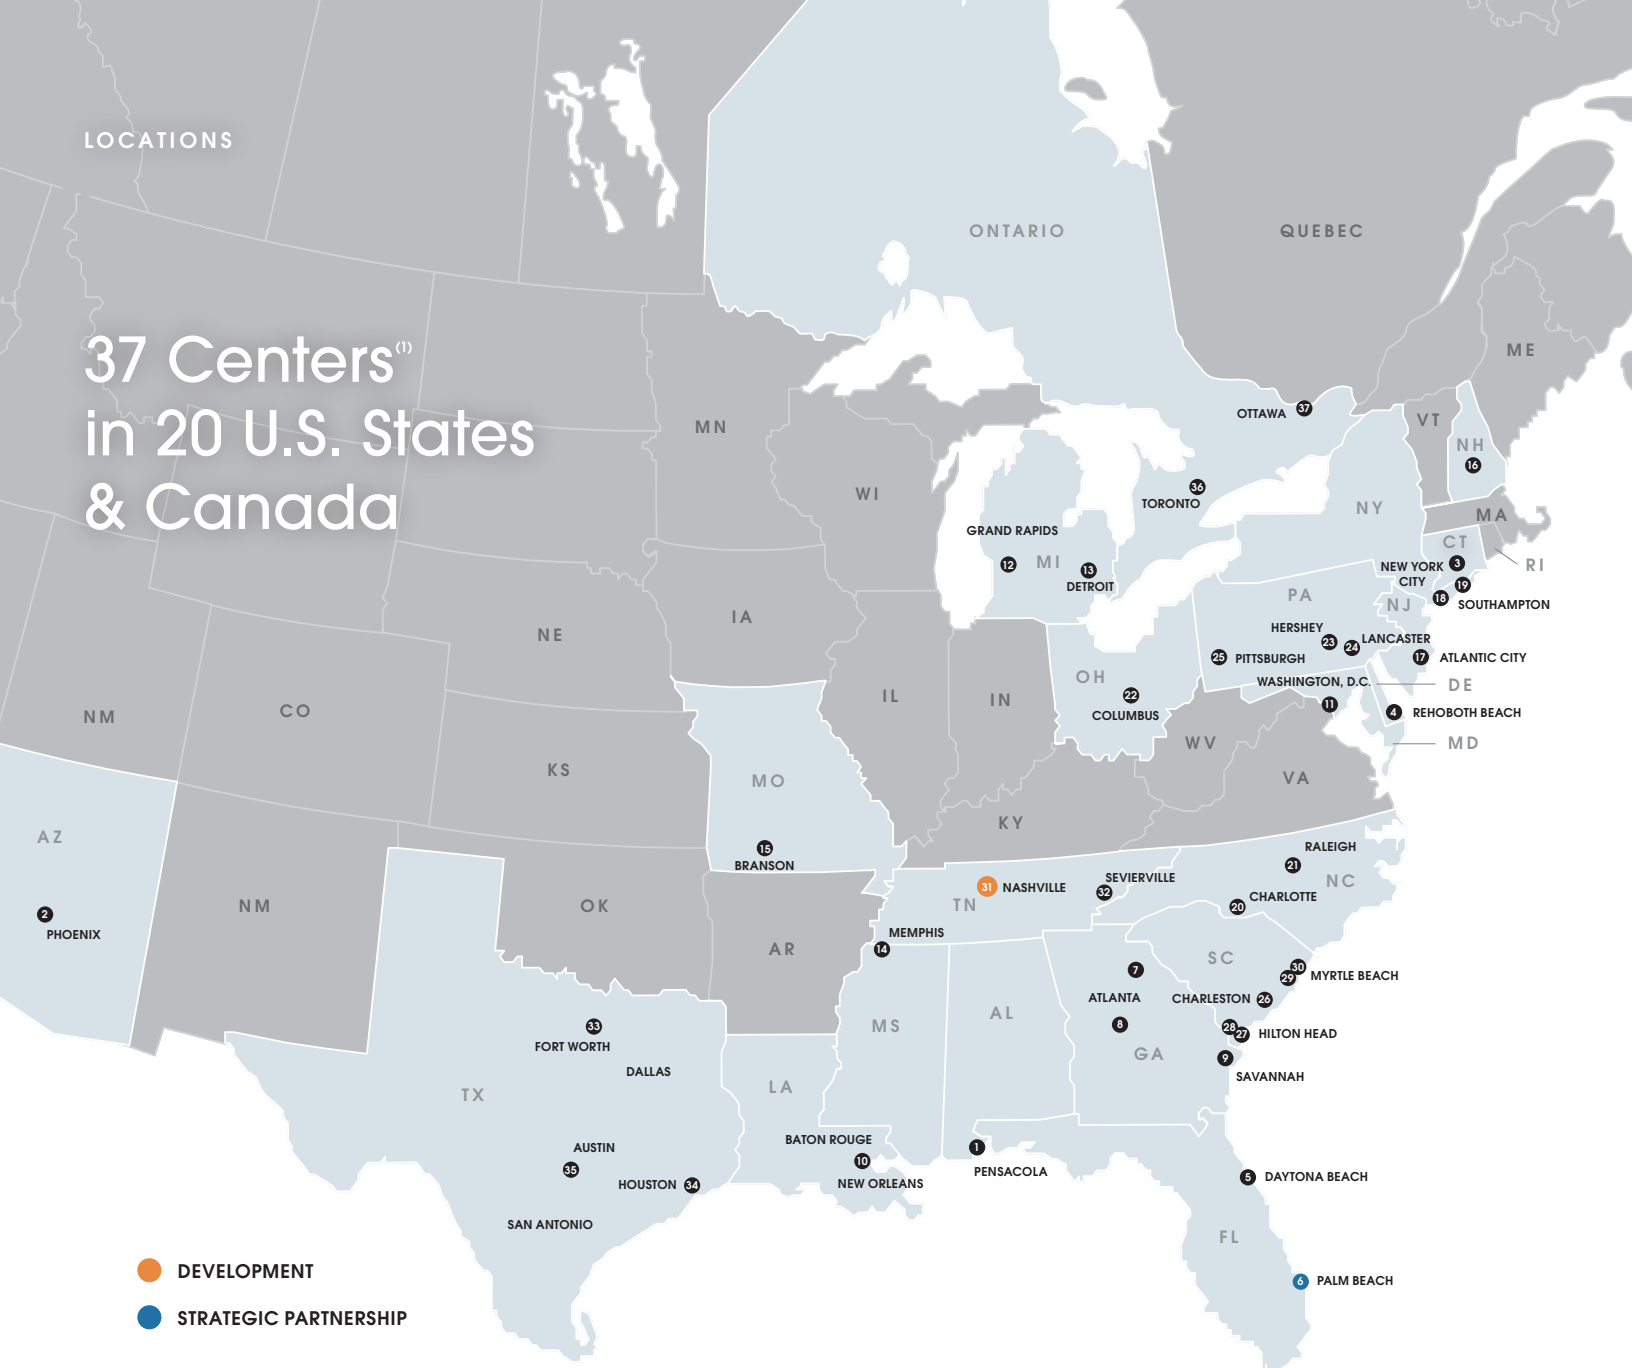 LOCATIONS
37 Centers(1)
in 20 U.S. States
& Canada
ONTARIO
QUEBEC
ME
MN
OTTAWA 37
VT
NH
16
WI
36
TORONTO
NY
MA
GRAND RAPIDS
12
MI
13
DETROIT
CT
3
RI
NEW YORK
CITY
18
19
SOUTHAMPTON
PA
NJ
IA
NE
HERSHEY
23
24
LANCASTER
25 PITTSBURGH
17 ATLANTIC CITY
OH
22
COLUMBUS
WASHINGTON, D.C.
11
DE
4 REHOBOTH BEACH
MD
IL
IN
NM
CO
WV
KS
MO
VA
KY
AZ
15
BRANSON
RALEIGH
21
NC
SEVIERVILLE
32
31 NASHVILLE
TN
CHARLOTTE
20
NM
OK
2
PHOENIX
MEMPHIS
14
AR
SC
7
ATLANTA
30
29
MYRTLE BEACH
CHARLESTON 26
8
AL
MS
33
FORT WORTH
28
27
HILTON HEAD
GA
9
SAVANNAH
DALLAS
LA
TX
BATON ROUGE
10
NEW ORLEANS
1
PENSACOLA
AUSTIN
35
HOUSTON 34
5 DAYTONA BEACH
SAN ANTONIO
FL
6 PALM BEACH
DEVELOPMENT
STRATEGIC PARTNERSHIP